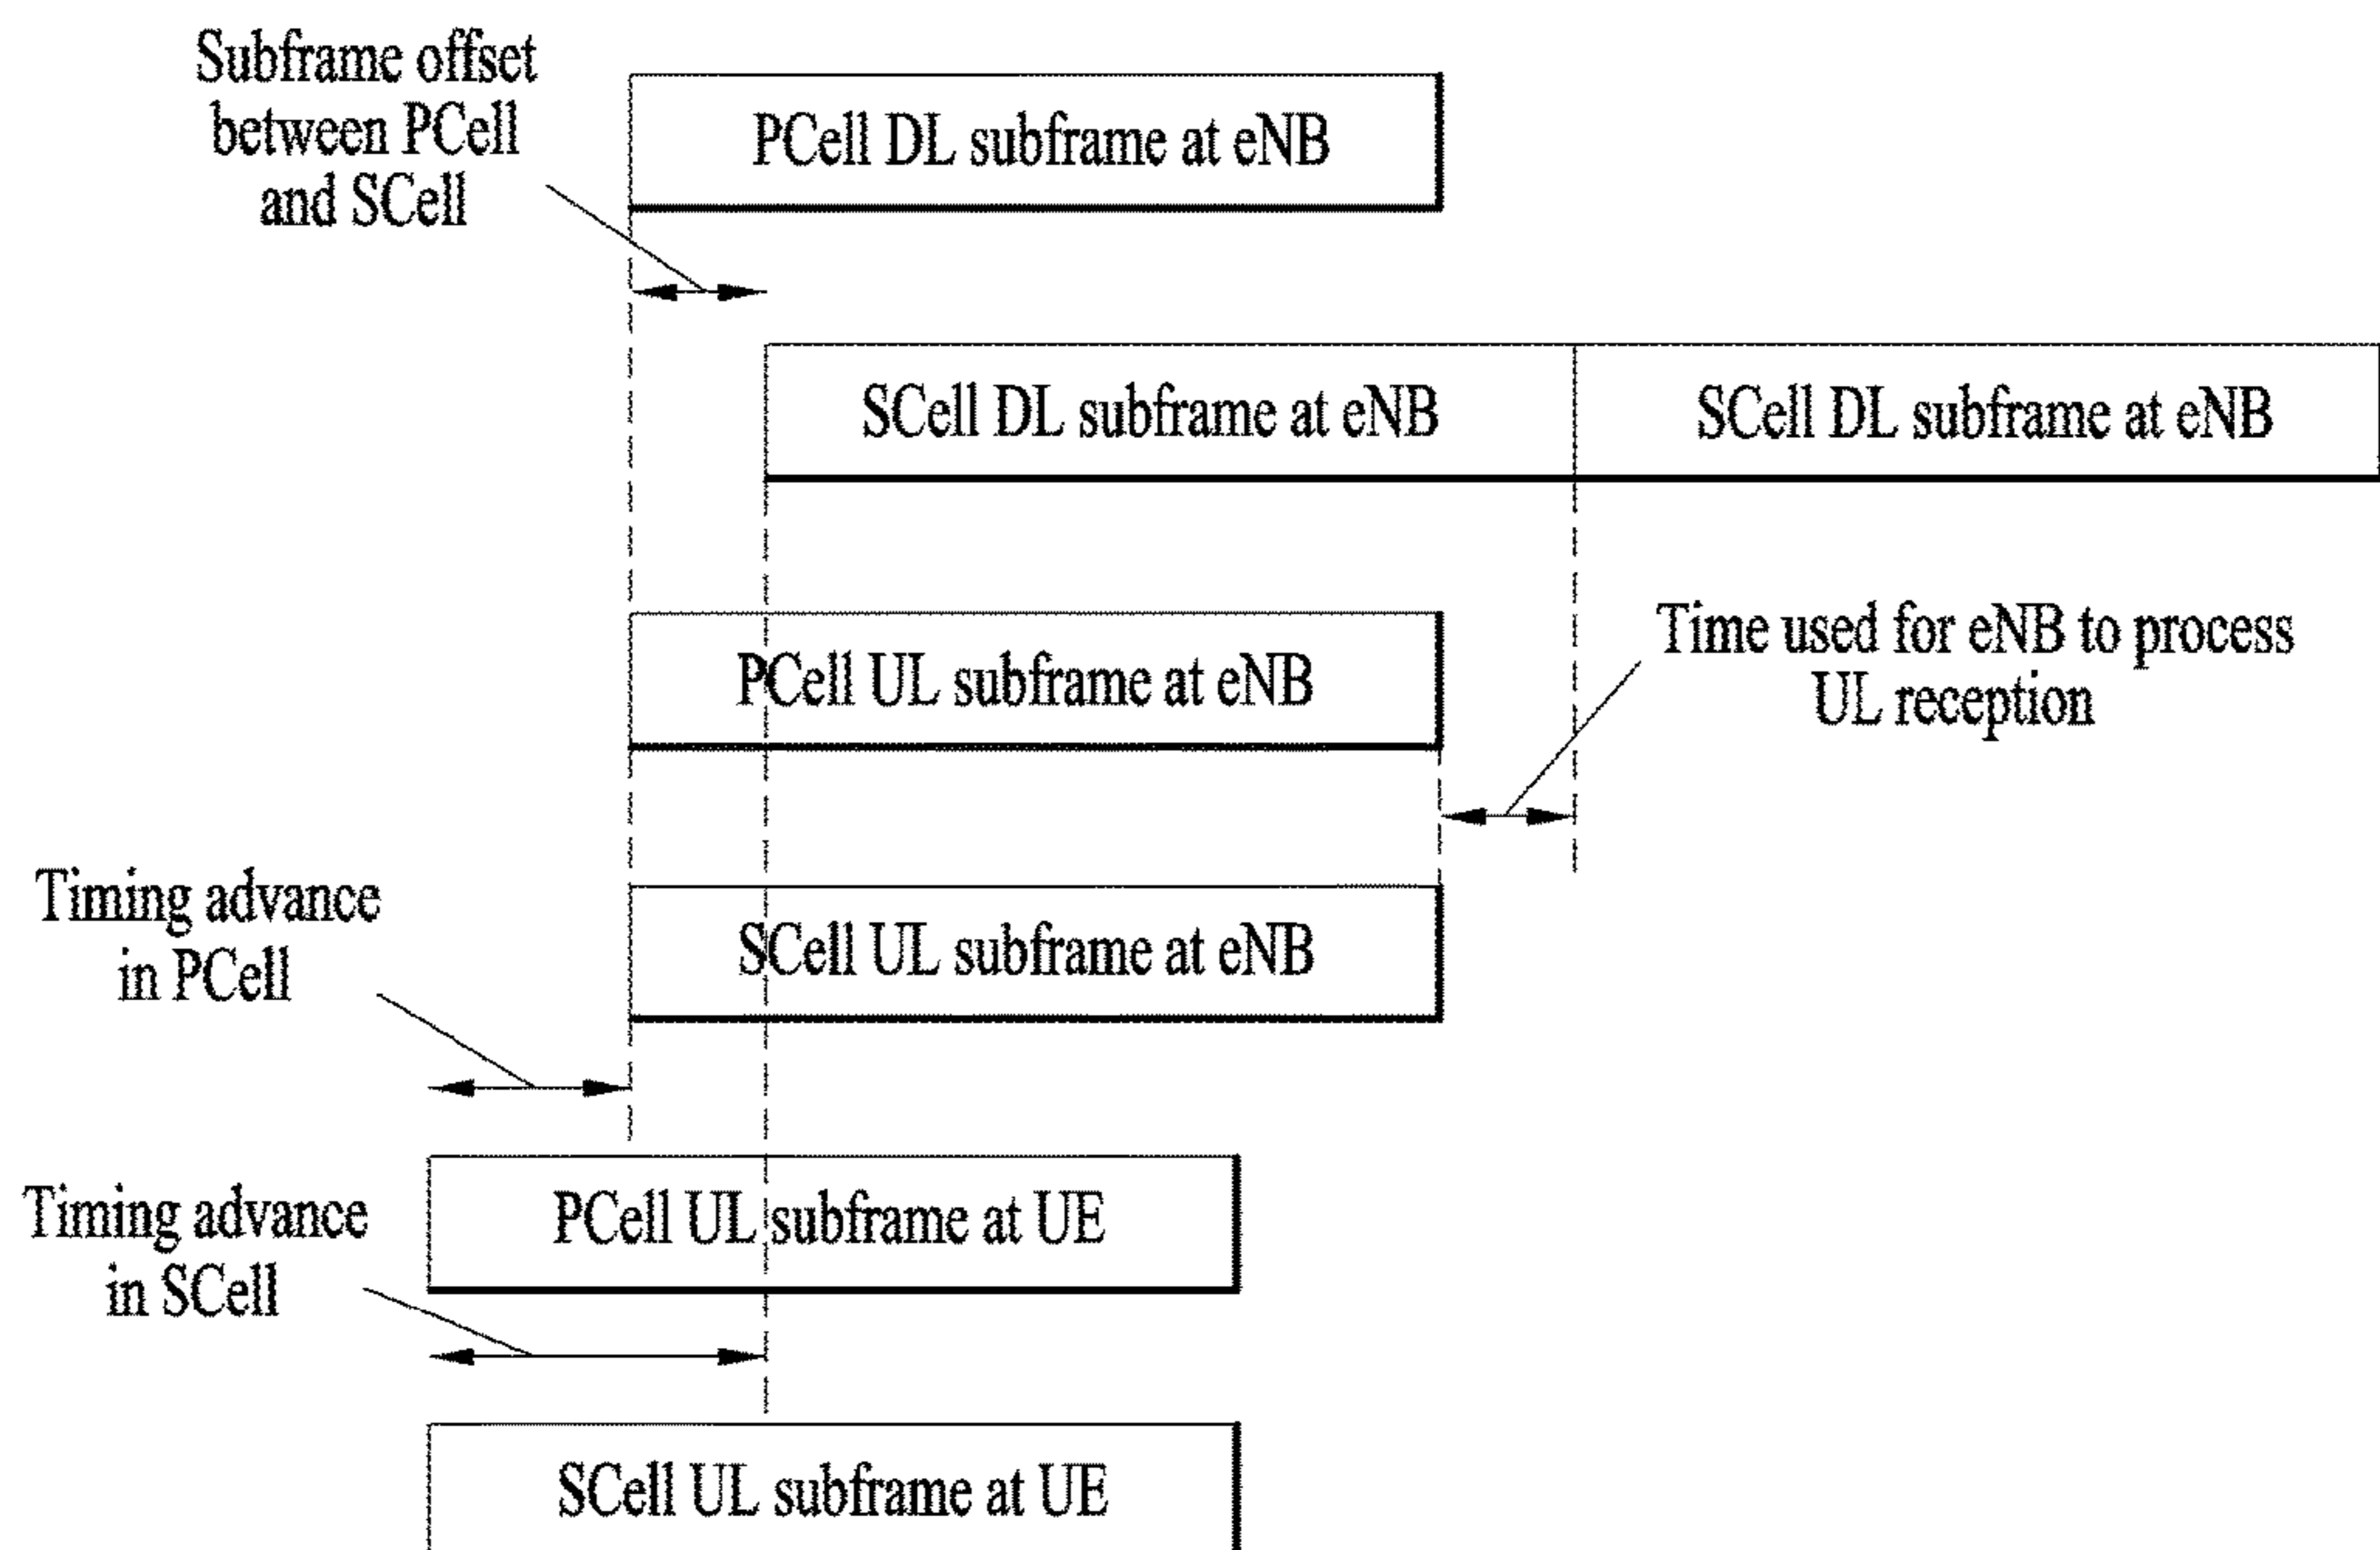 Subframe offset
between PCell
and SCell
PCell DL subframe at eNB
SCell DL subframe at eNB
SCell DL subframe at eNB
PCell UL subframe at eNB
Time used for eNB to process
UL reception
Timing advance
in PCell
SCell UL subframe at eNB
PCell UL subframe at UE
Timing advance
in SCell
SCell UL subframe at UE